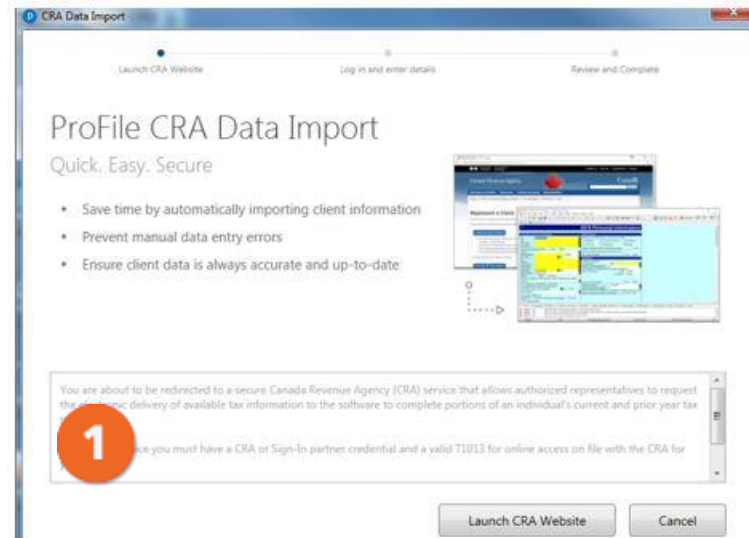 CRA Data Import
Launch CRA Website
Log in and enter details
Review and Complete
ProFile CRA Data Import
Quick. Easy. Secure
• Save time by automatically importing client information
• Prevent manual data entry errors
• Ensure client data is always accurate and up-to-date
Canada Revenue Agency
Represent a Client
You are about to be redirected to a secure Canada Revenue Agency (CRA) service that allows authorized representatives to request
the electronic delivery of available tax information to the software to complete portions of an individual's current and prior year tax
1
you must have a CRA or Sign-In partner credential and a valid T1013 for online access on file with the CRA for
Launch CRA Website
Cancel